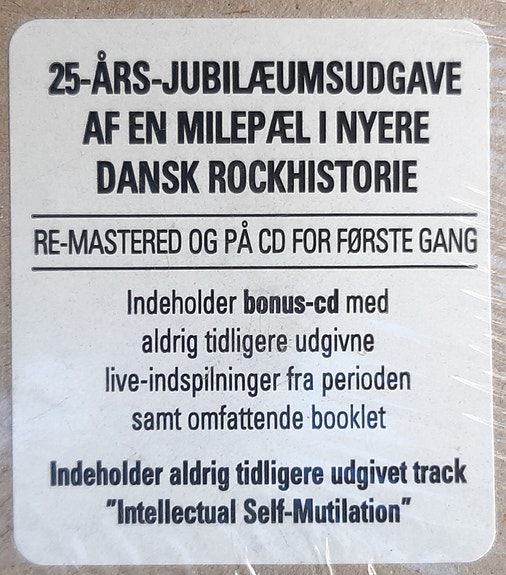 25-ÅRS-JUBILÆUMSUDGAVE
AF EN MILEPÆL I NYERE
DANSK ROCKHISTORIE
RE-MASTERED OG PÅ CD FOR FØRSTE GANG
Indeholder bonus-cd med
aldrig tidligere udgivne
live-indspilninger fra perioden
samt omfattende booklet
Indeholder aldrig tidligere udgivet track
"Intellectual Self-Mutilation"